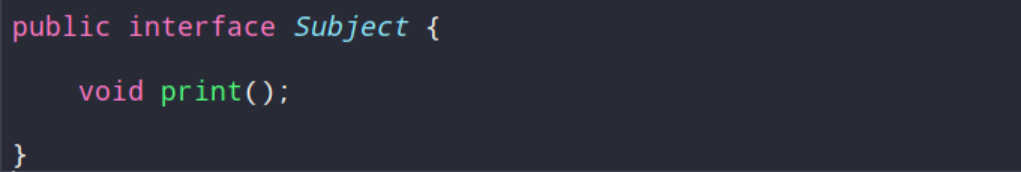 public interface Subject {
void print();
}